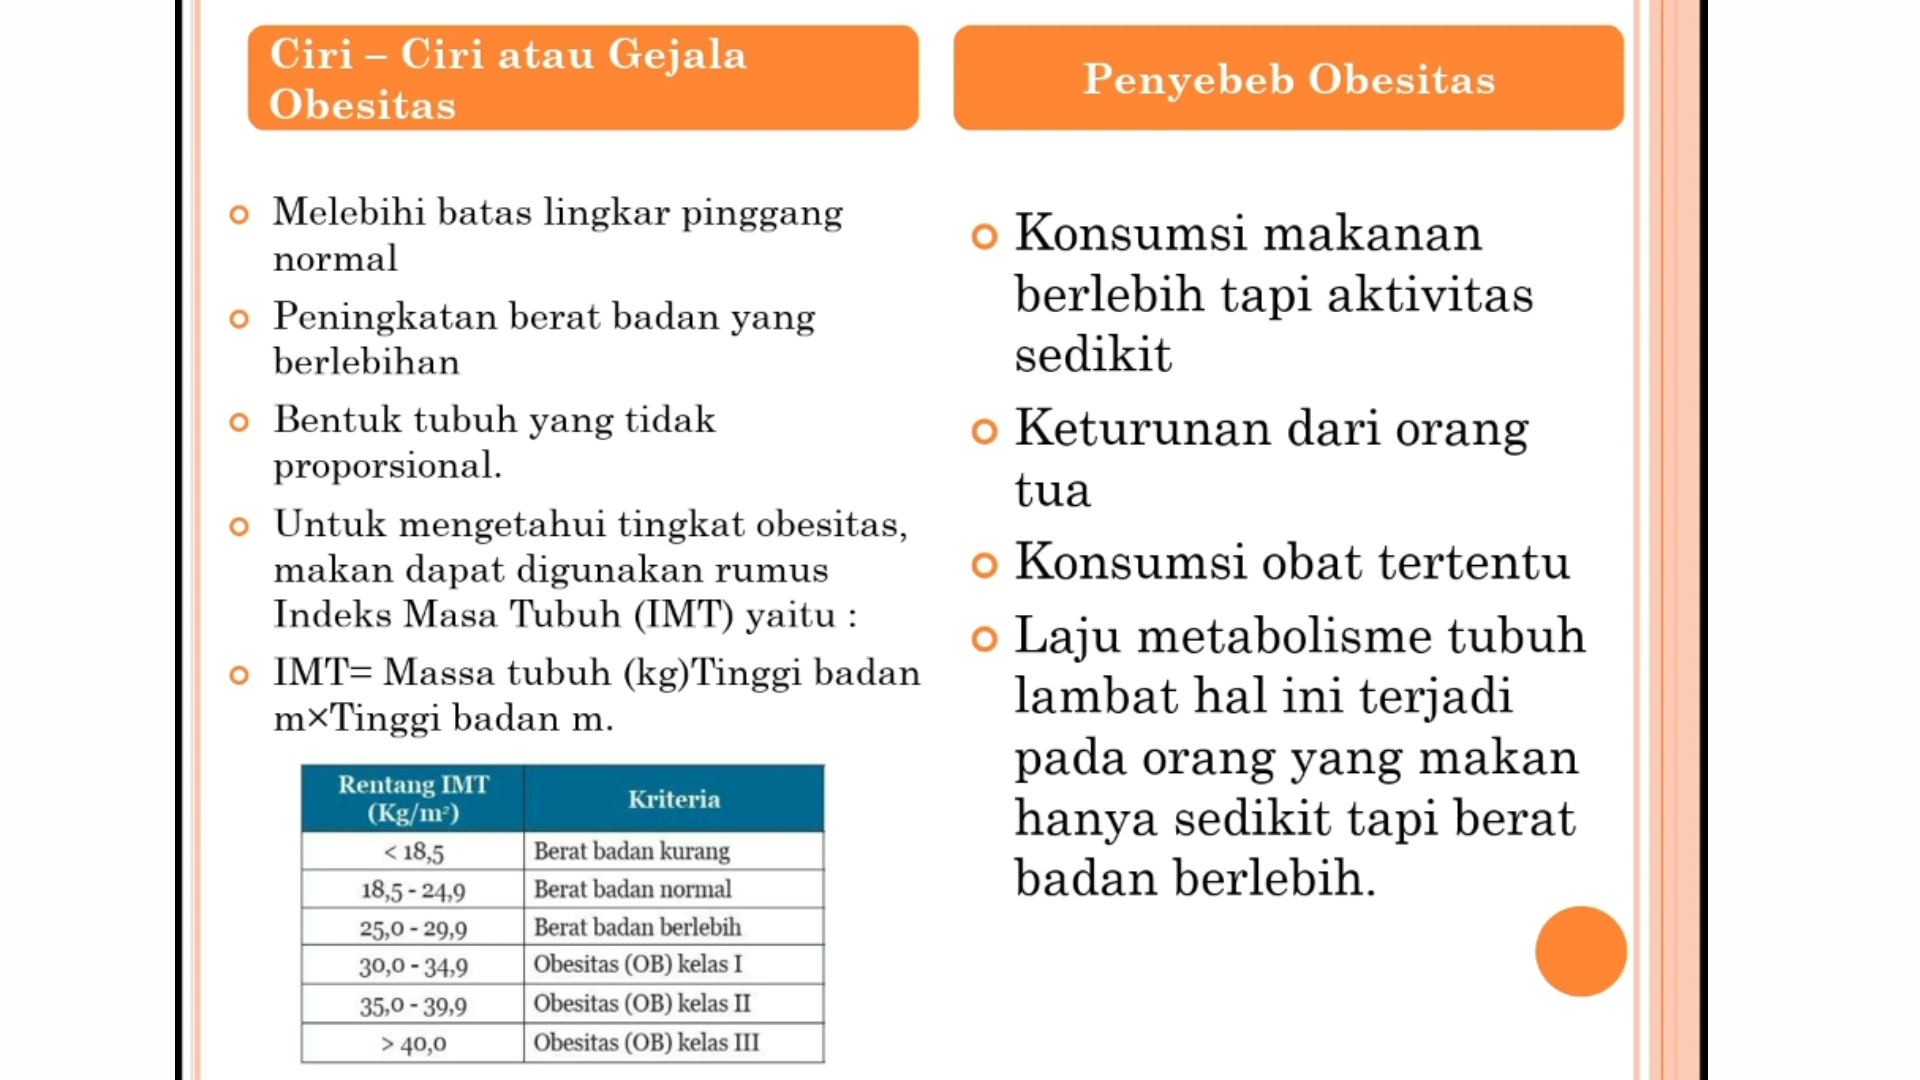 Ciri – Ciri atau Gejala
Obesitas
Melebihi batas lingkar pinggang
normal
Peningkatan berat badan yang
berlebihan
Bentuk tubuh yang tidak
proporsional.
Untuk mengetahui tingkat obesitas,
makan dapat digunakan rumus
Indeks Masa Tubuh (IMT) yaitu :
IMT= Massa tubuh (kg)Tinggi badan
m×Tinggi badan m.
Rentang IMT
(Kg/m²)
Kriteria
< 18,5
Berat badan kurang
18,5 - 24,9
Berat badan normal
25,0 - 29,9
Berat badan berlebih
30,0 - 34,9
Obesitas (OB) kelas I
35,0 - 39,9
Obesitas (OB) kelas II
> 40,0
Obesitas (OB) kelas III
Penyebeb Obesitas
Konsumsi makanan
berlebih tapi aktivitas
sedikit
Keturunan dari orang
tua
Konsumsi obat tertentu
Laju metabolisme tubuh
lambat hal ini terjadi
pada orang yang makan
hanya sedikit tapi berat
badan berlebih.